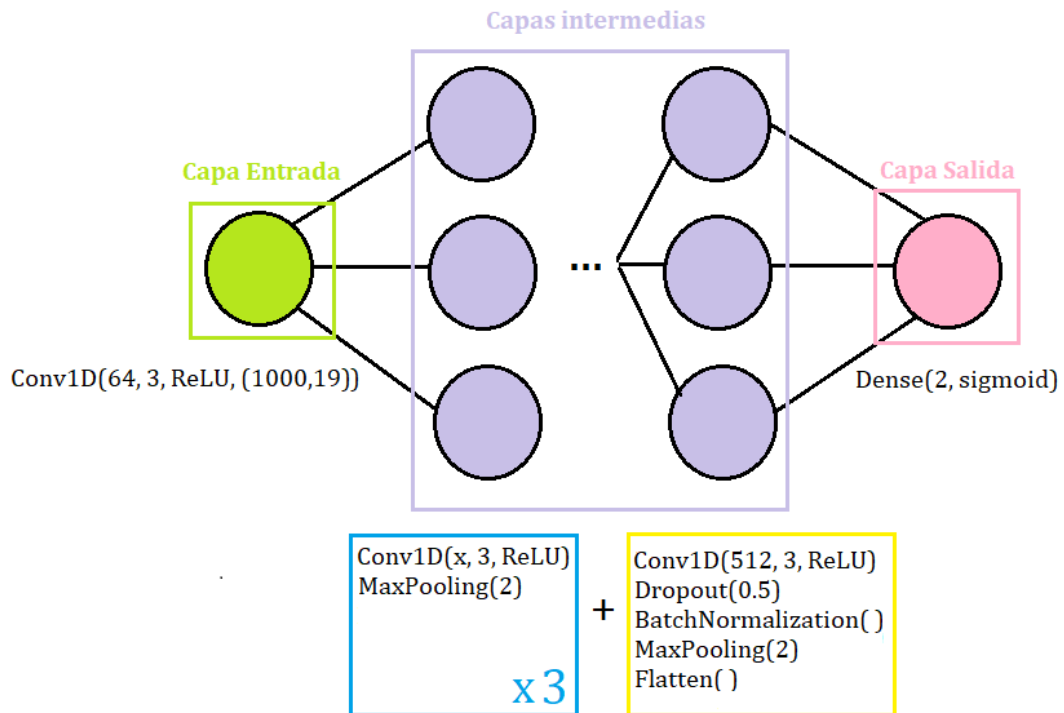 Capas intermedias
Capa Entrada
Capa Salida
...
Conv1D(64, 3, ReLU, (1000,19))
Dense(2, sigmoid)
Conv1D(x, 3, ReLU)
MaxPooling(2)
x 3
+
Conv1D(512, 3, ReLU)
Dropout(0.5)
BatchNormalization( )
MaxPooling(2)
Flatten( )